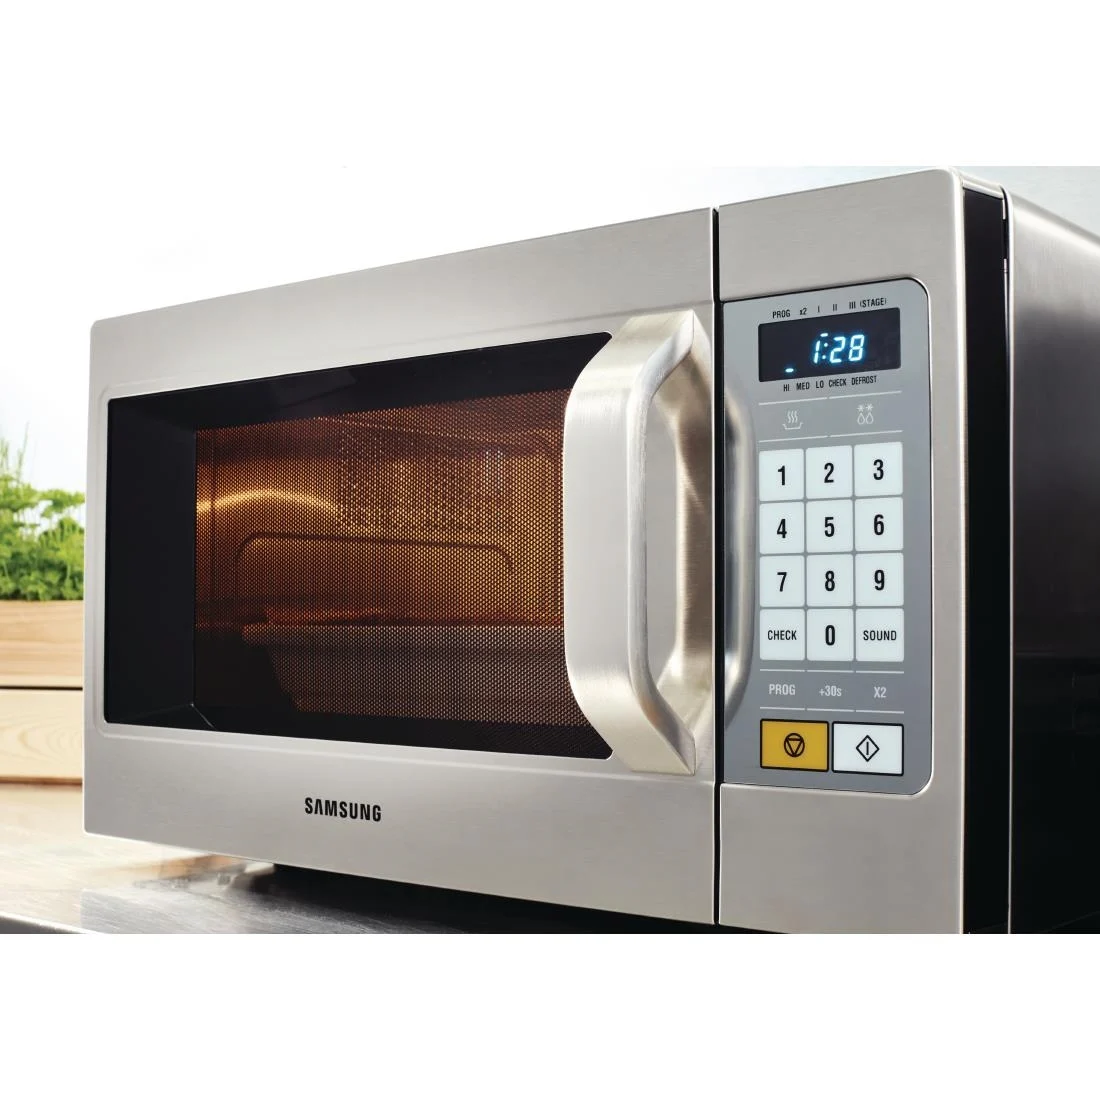 PROG x2 I II III (STAGE)
1:28
HI MED LO CHECK DEFROST
1 2 3
4 5 6
7 8 9
CHECK 0 SOUND
PROG +30s X2
SAMSUNG